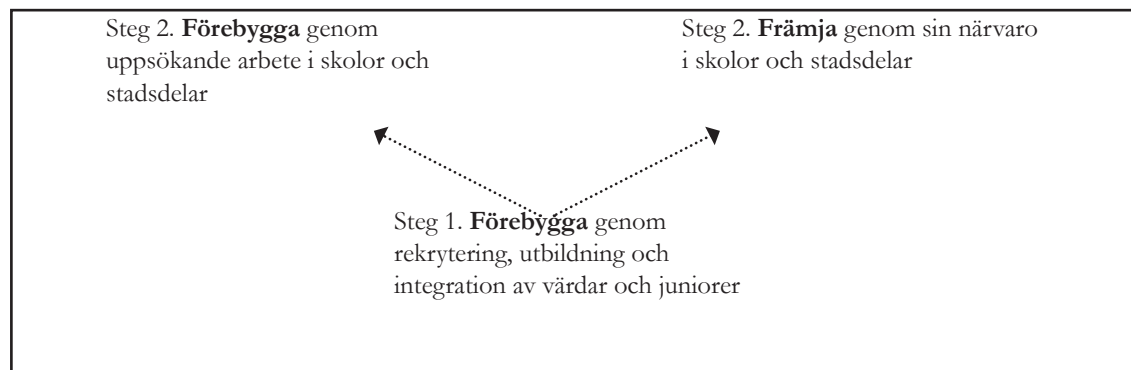 Steg 2. Förebygga genom
uppsökande arbete i skolor och
stadsdelar
Steg 2. Främja genom sin närvaro
i skolor och stadsdelar
Steg 1. Förebygga genom
rekrytering, utbildning och
integration av värdar och juniorer